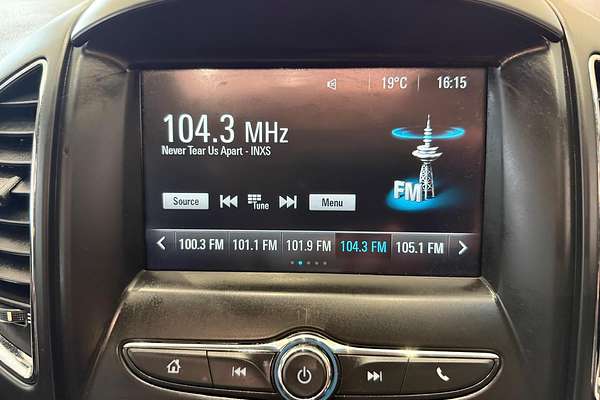 19°C 16:15
104.3 MHz
Never Tear Us Apart - INXS
FM
Source Tune Menu
100.3 FM 101.1 FM 101.9 FM 104.3 FM 105.1 FM